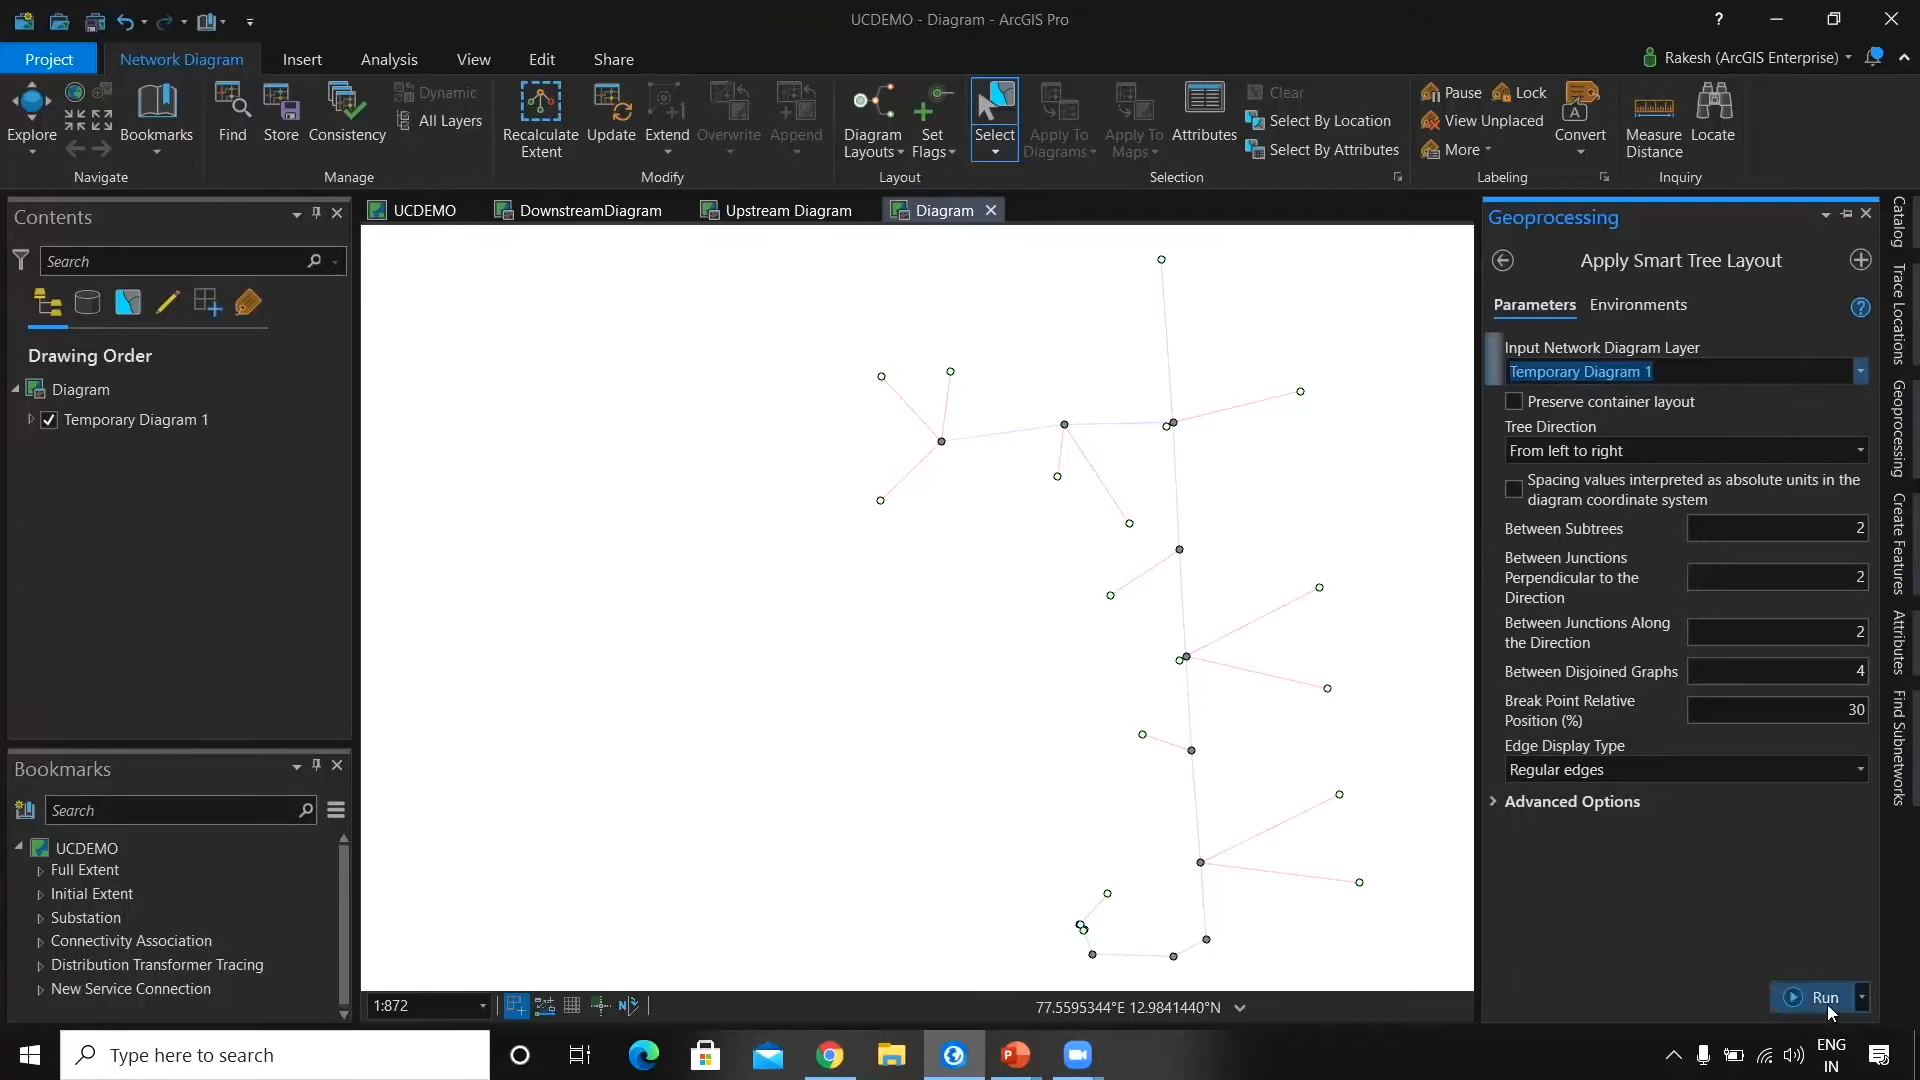 UCDEMO - Diagram - ArcGIS Pro
?
Project
Network Diagram
Insert
Analysis
View
Edit
Share
Rakesh (ArcGIS Enterprise)
Explore
Bookmarks
Navigate
Find
Store
Consistency
Dynamic
All Layers
Manage
Recalculate
Extent
Update
Extend
Overwrite
Append
Modify
Diagram
Layouts
Set
Flags
Layout
Select
Apply To
Diagrams
Apply To
Maps
Attributes
Clear
Select By Location
Select By Attributes
Selection
Pause
Lock
View Unplaced
More
Convert
Labeling
Measure
Distance
Locate
Inquiry
Contents
Search
Drawing Order
Diagram
Temporary Diagram 1
Bookmarks
Search
UCDEMO
Full Extent
Initial Extent
Substation
Connectivity Association
Distribution Transformer Tracing
New Service Connection
UCDEMO
DownstreamDiagram
Upstream Diagram
Diagram
1:872
77.5595344°E 12.9841440°N
Geoprocessing
Apply Smart Tree Layout
Parameters
Environments
?
Input Network Diagram Layer
Temporary Diagram 1
Preserve container layout
Tree Direction
From left to right
Spacing values interpreted as absolute units in the
diagram coordinate system
Between Subtrees
2
Between Junctions
Perpendicular to the
Direction
2
Between Junctions Along
the Direction
2
Between Disjoined Graphs
4
Break Point Relative
Position (%)
30
Edge Display Type
Regular edges
Advanced Options
Run
Catalog
Trace Locations
Geoprocessing
Create Features
Attributes
Find Subnetworks
Type here to search
ENG
IN